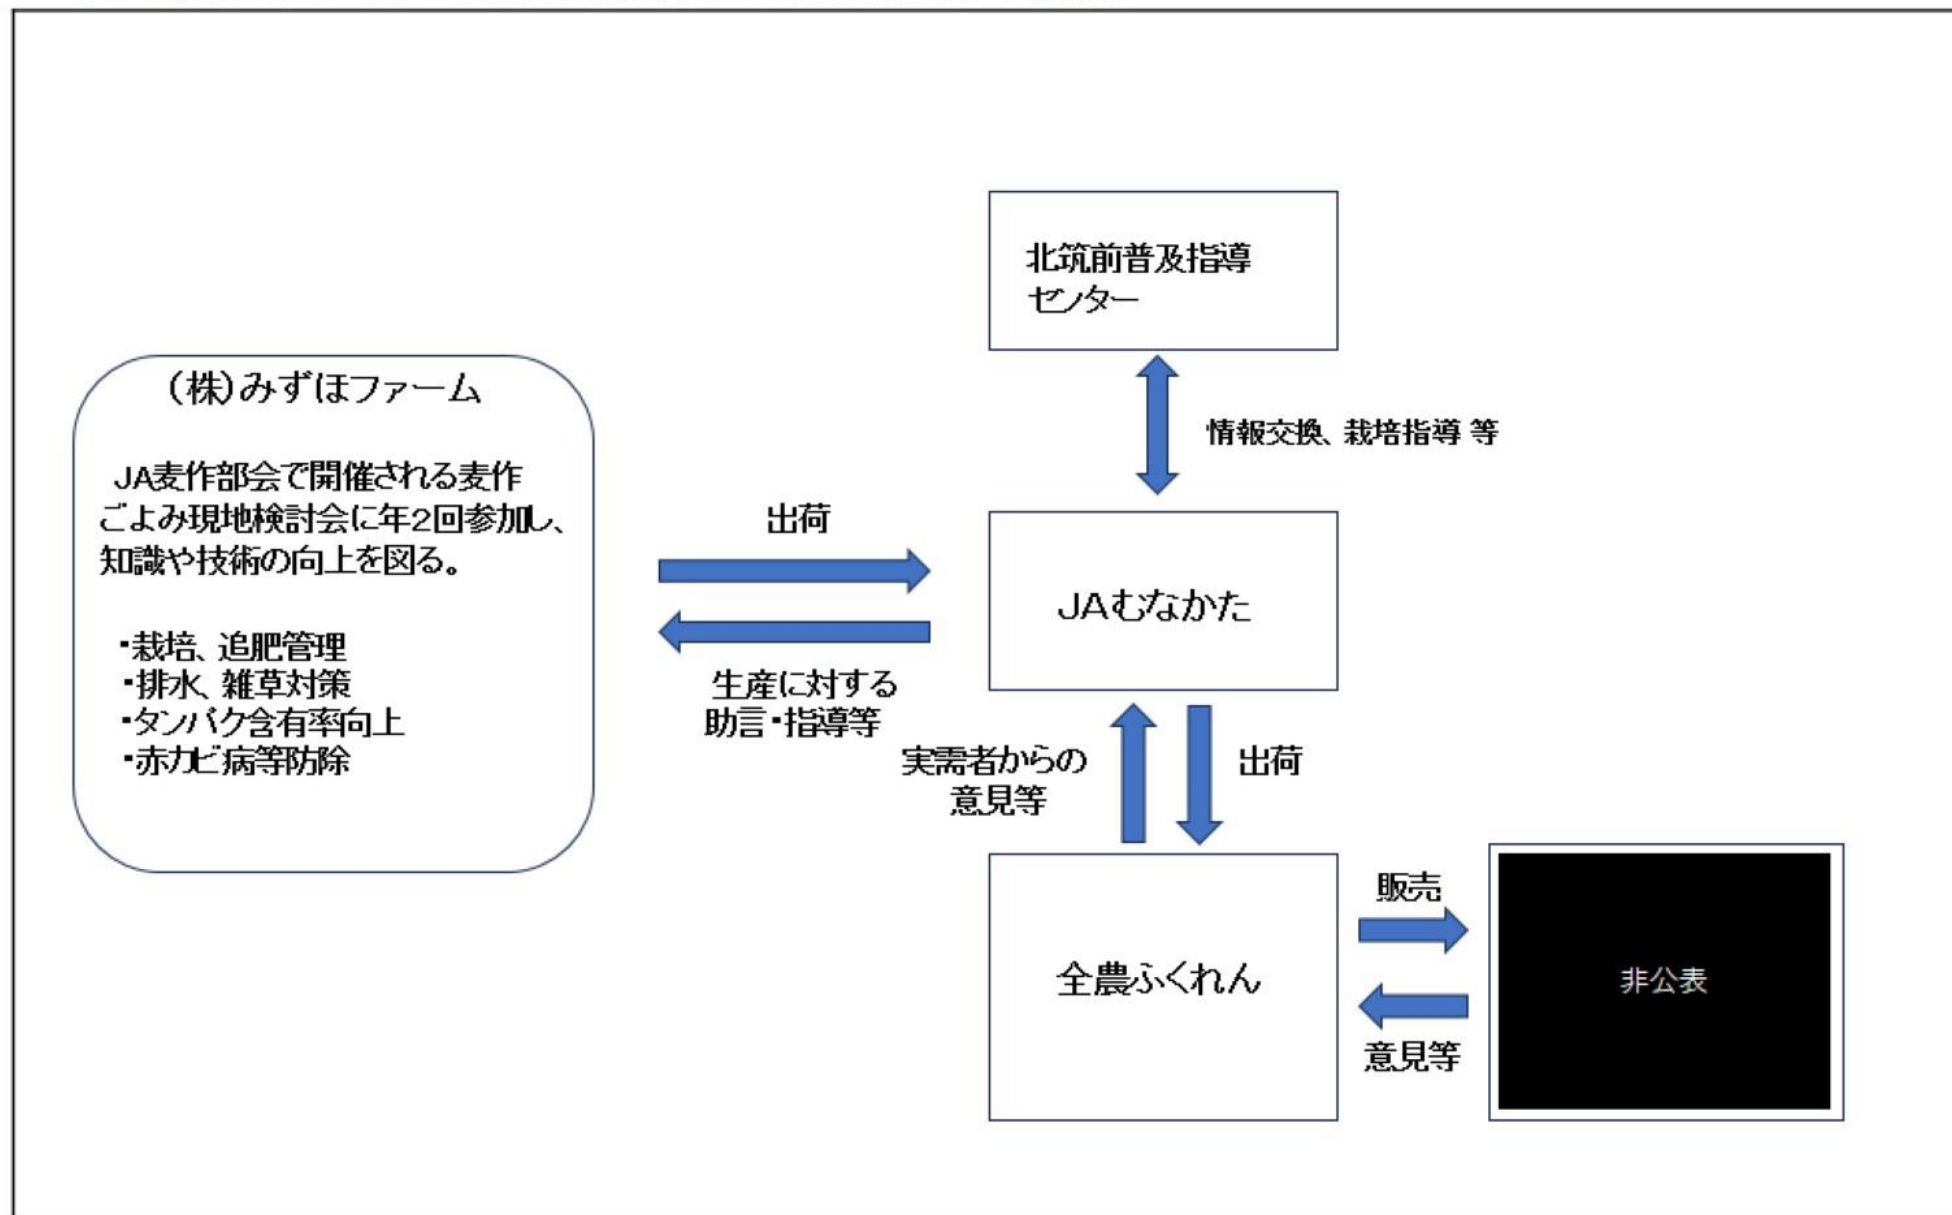 北筑前普及指導
センター
(株)みずほファーム
JA麦作部会で開催される麦作
ごよみ現地検討会に年2回参加し、
知識や技術の向上を図る。
・栽培、追肥管理
・排水、雑草対策
・タンパク含有率向上
・赤カビ病等防除
情報交換、栽培指導 等
出荷
生産に対する
助言・指導等
JAむなかた
実需者からの
意見等
出荷
全農ふくれん
販売
意見等
非公表